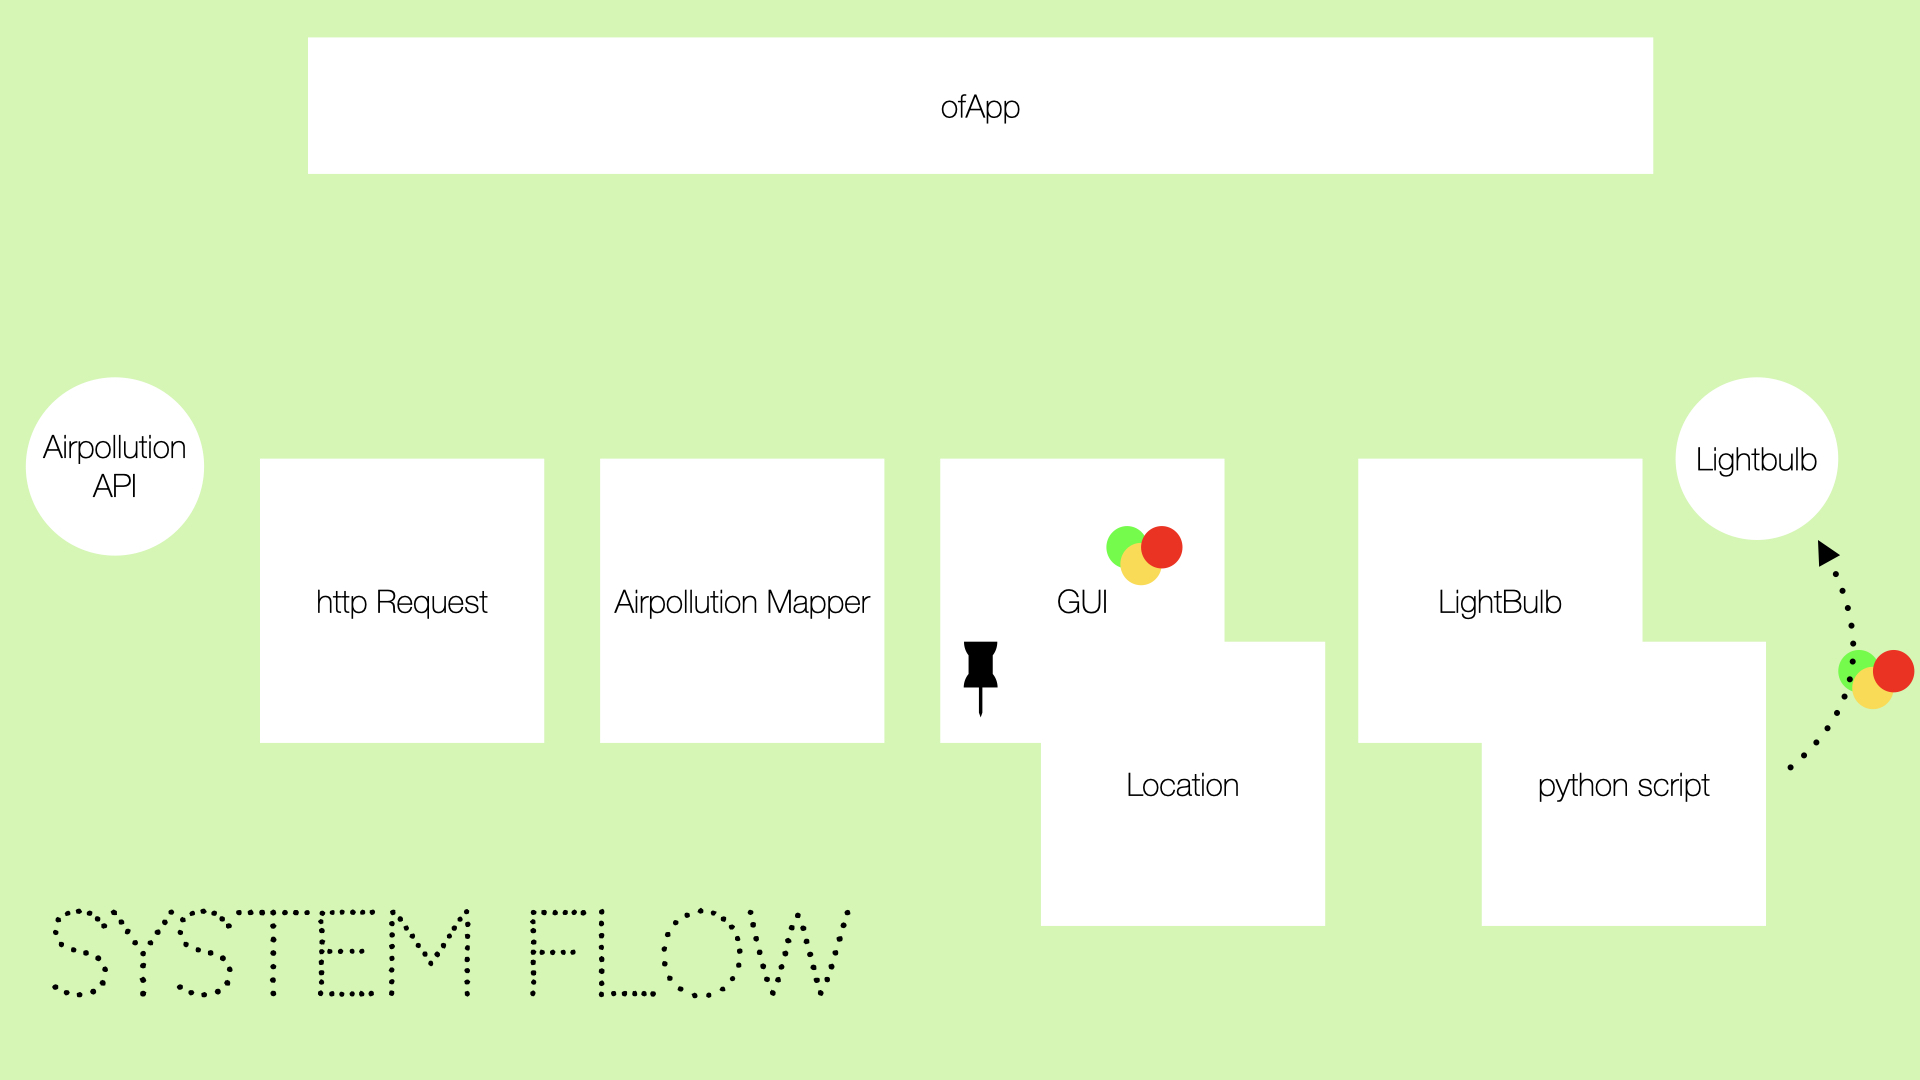 ofApp
Airpollution
API
Lightbulb
http Request
Airpollution Mapper
GUI
LightBulb
Location
python script
SYSTEM FLOW